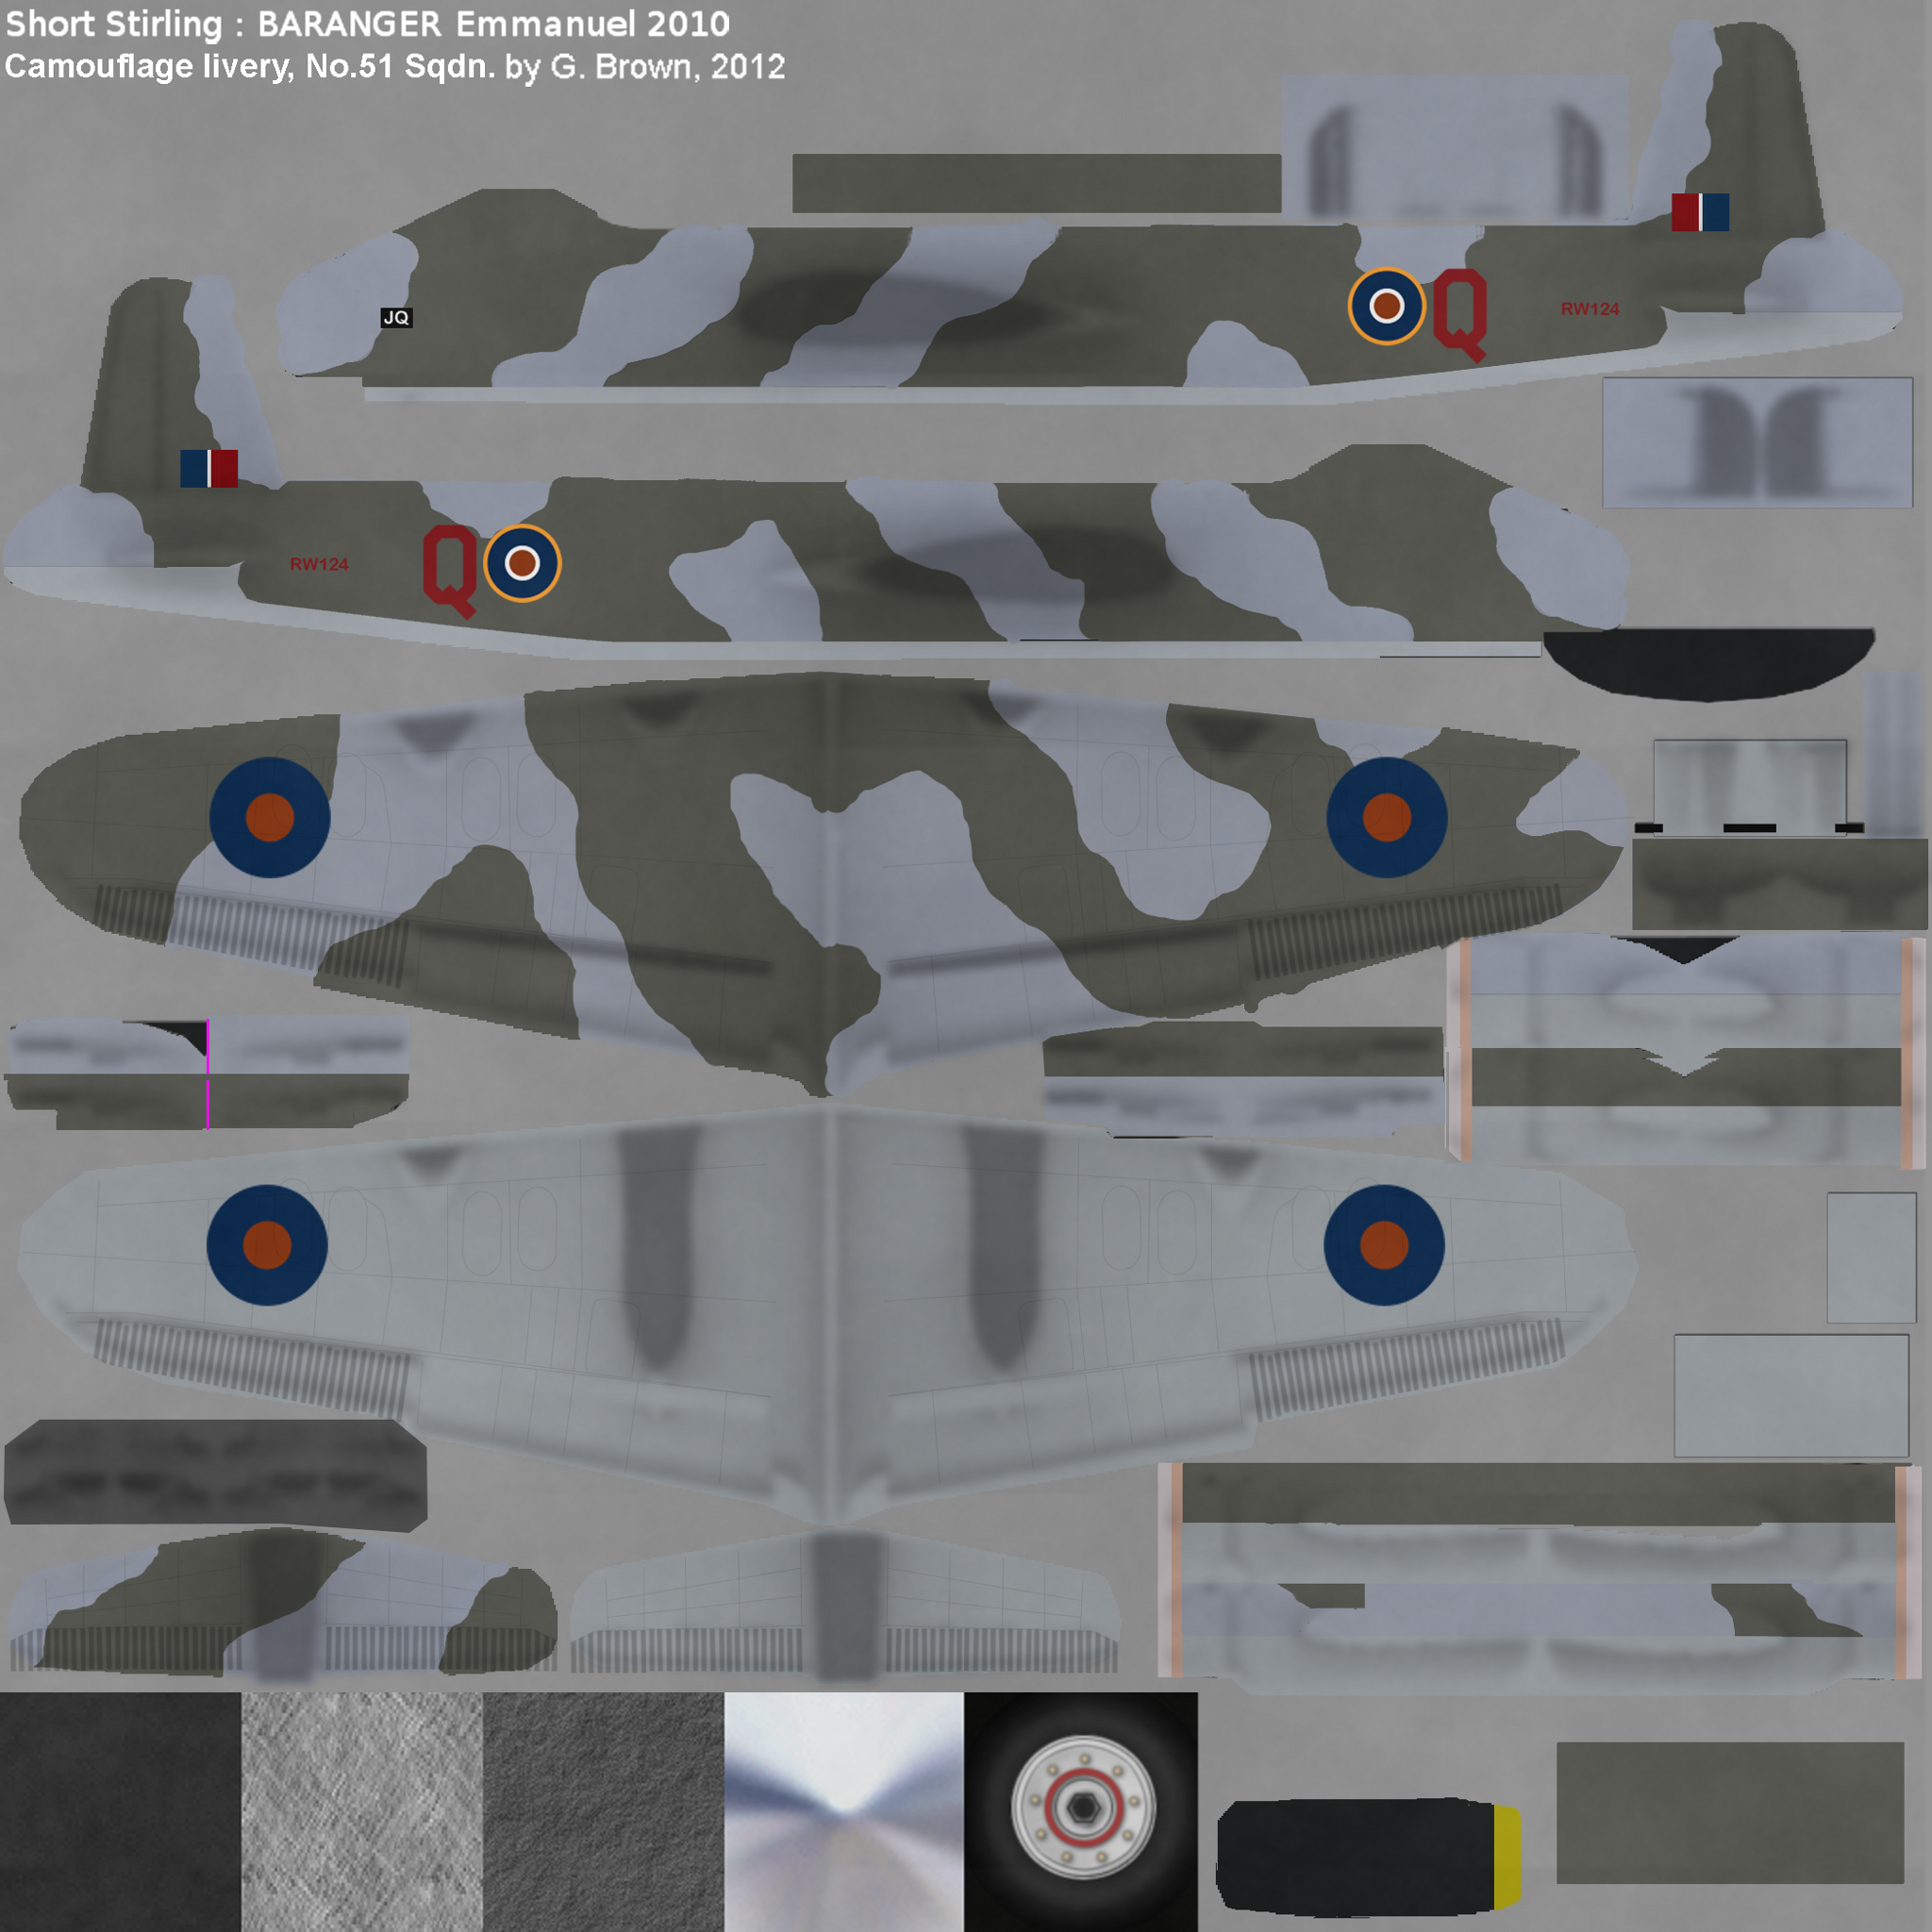 Short Stirling : BARANGER Emmanuel 2010
Camouflage livery, No.51 Sqdn. by G. Brown, 2012
JQ
Q
RW124
RW124
Q